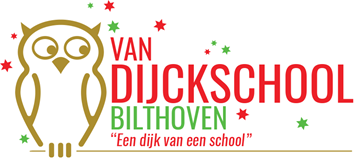 VAN
DIJCKSCHOOL
BILTHOVEN
“Een dijk van een school”